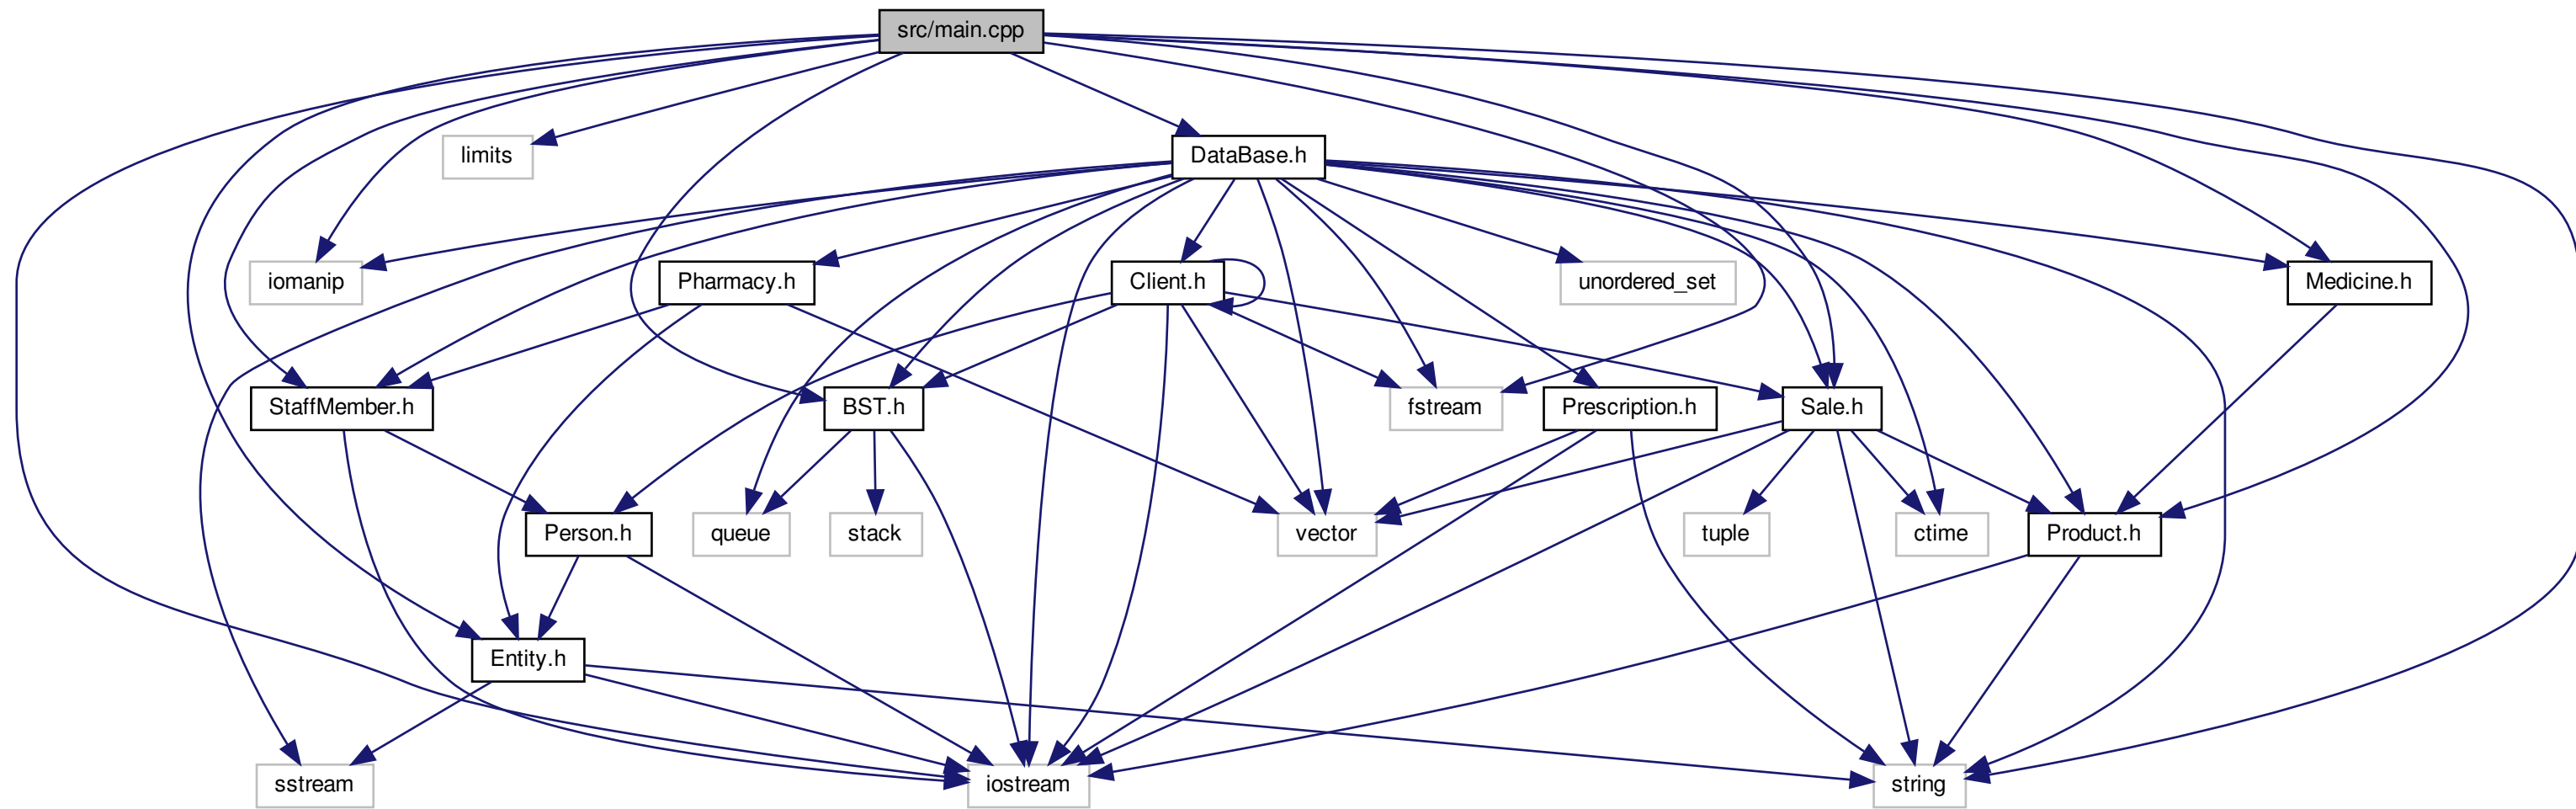 src/main.cpp
limits
DataBase.h
iomanip
Pharmacy.h
Client.h
unordered_set
Medicine.h
StaffMember.h
BST.h
fstream
Prescription.h
Sale.h
Person.h
queue
stack
vector
tuple
ctime
Product.h
Entity.h
sstream
iostream
string